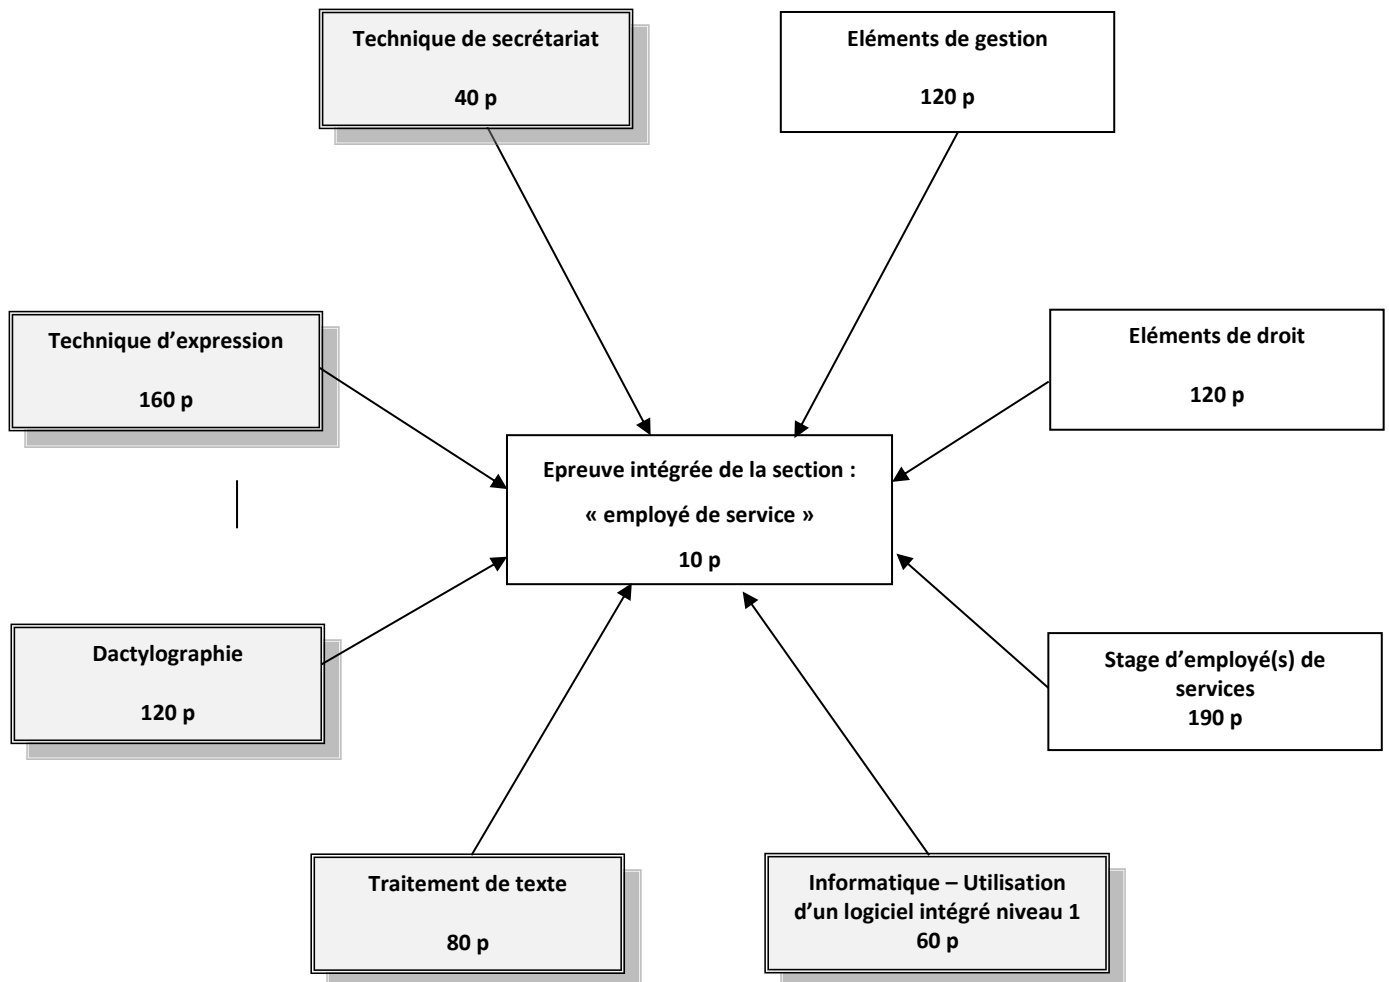 Technique de secrétariat
40 p
Eléments de gestion
120 p
Technique d’expression
160 p
Eléments de droit
120 p
Epreuve intégrée de la section :
« employé de service »
10 p
Dactylographie
120 p
Stage d’employé(s) de
services
190 p
Traitement de texte
80 p
Informatique – Utilisation
d’un logiciel intégré niveau 1
60 p